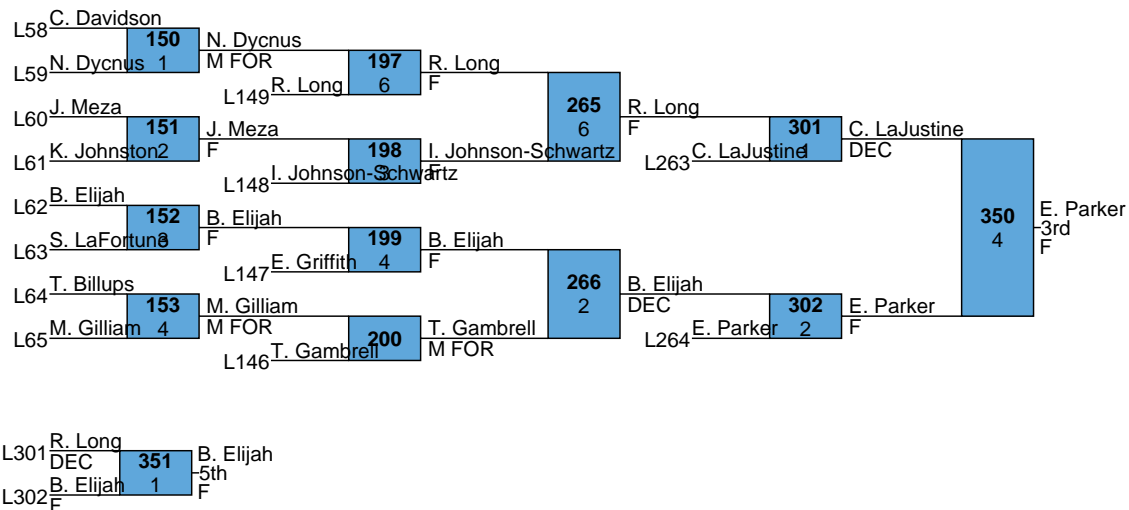 L58 C. Davidson
150
1
L59 N. Dycnus
N. Dycnus
M FOR
L149 R. Long
197
6
R. Long
F
L60 J. Meza
151
2
L61 K. Johnston
J. Meza
F
L148 I. Johnson-Schwartz
198
3
I. Johnson-Schwartz
F
265
6
R. Long
F
L263 C. LaJustine
301
1
C. LaJustine
DEC
L62 B. Elijah
152
3
L63 S. LaFortune
B. Elijah
F
L147 E. Griffith
199
4
B. Elijah
F
L64 T. Billups
153
4
L65 M. Gilliam
M. Gilliam
M FOR
L146 T. Gambrell
200
T. Gambrell
M FOR
266
2
B. Elijah
DEC
L264 E. Parker
302
2
E. Parker
F
350
4
E. Parker
3rd
F
L301 R. Long
DEC
351
1
L302 B. Elijah
F
B. Elijah
5th
F